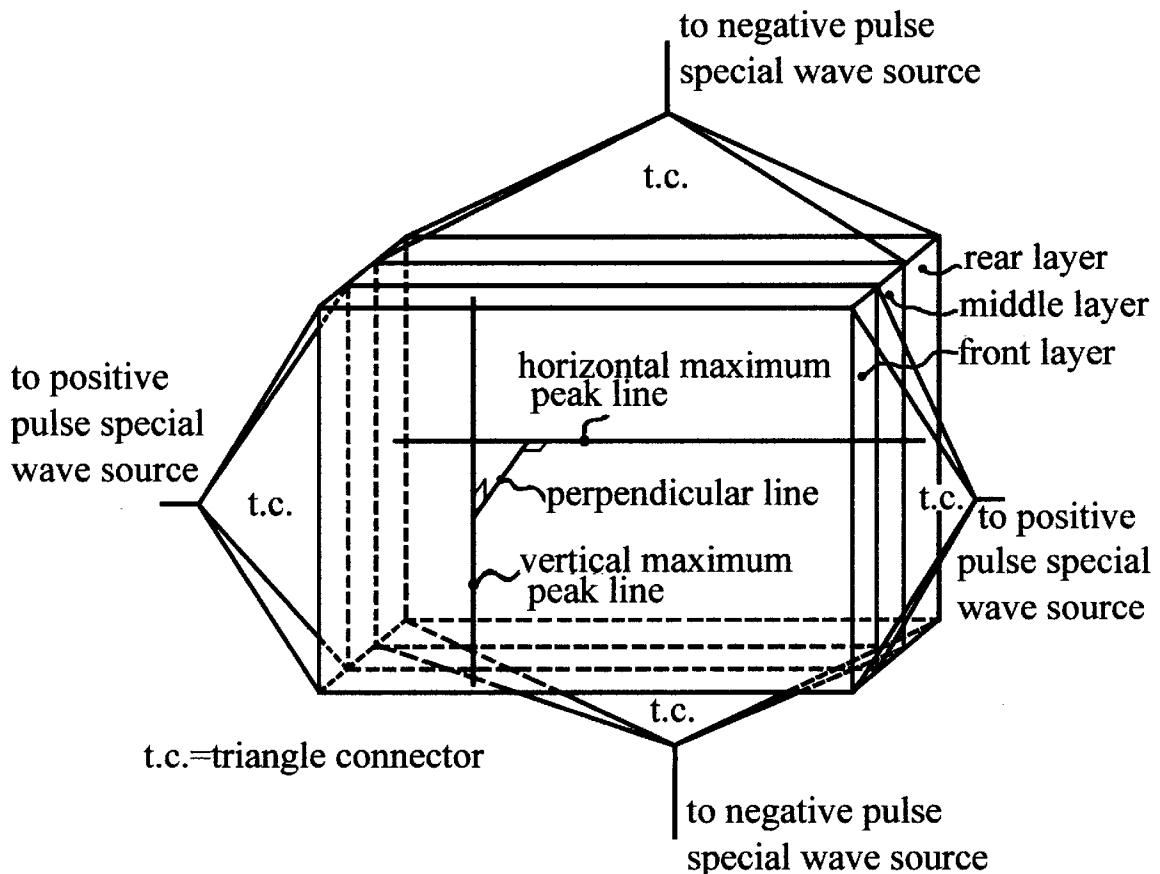 to negative pulse
special wave source
t.c.
rear layer
middle layer
front layer
horizontal maximum
peak line
to positive
pulse special
wave source
t.c.
perpendicular line
t.c.
to positive
pulse special
wave source
vertical maximum
peak line
t.c.
t.c.=triangle connector
to negative pulse
special wave source